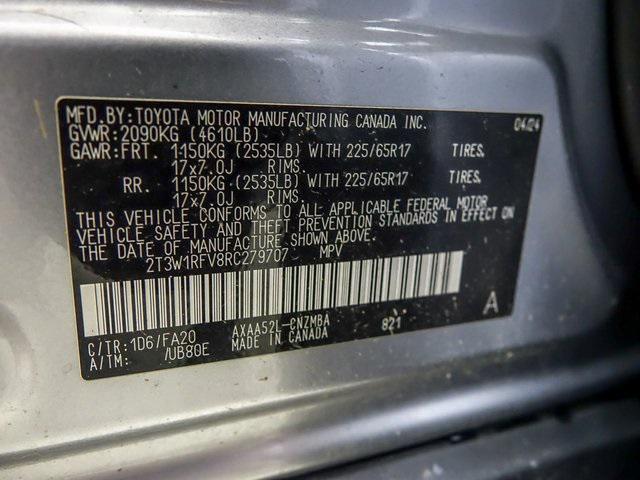 MFD.BY:TOYOTA MOTOR MANUFACTURING CANADA INC. 04/24
GVWR:2090KG (4610LB)
GAWR:FRT. 1150KG (2535LB) WITH 225/65R17 TIRES.
17x7.0J RIMS.
RR. 1150KG (2535LB) WITH 225/65R17 TIRES.
17x7.0J RIMS.
THIS VEHICLE CONFORMS TO ALL APPLICABLE FEDERAL MOTOR
VEHICLE SAFETY AND THEFT PREVENTION STANDARDS IN EFFECT ON
THE DATE OF MANUFACTURE SHOWN ABOVE.
2T3W1RFV8RC279707 MPV
C/TR:1D6/FA20 AXAA52L-CNZMBA 821 A
A/TM: /UB80E MADE IN CANADA